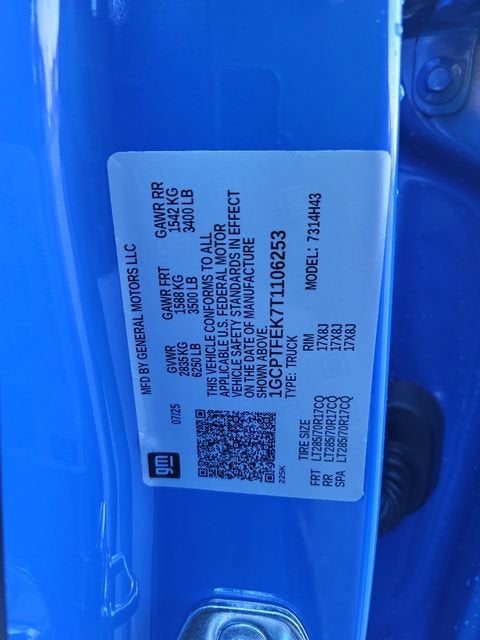 MFD BY GENERAL MOTORS LLC
07/25
GVWR GAWR FRT GAWR RR
2835 KG 1588 KG 1542 KG
6250 LB 3500 LB 3400 LB
THIS VEHICLE CONFORMS TO ALL
APPLICABLE U.S. FEDERAL MOTOR
VEHICLE SAFETY STANDARDS IN EFFECT
ON THE DATE OF MANUFACTURE
SHOWN ABOVE.
1GCPTFEK7T1106253
TYPE: TRUCK MODEL: 7314H43
gm
225K
TIRE SIZE RIM
FRT LT285/70R17CQ 17X8J
RR LT285/70R17CQ 17X8J
SPA LT285/70R17CQ 17X8J